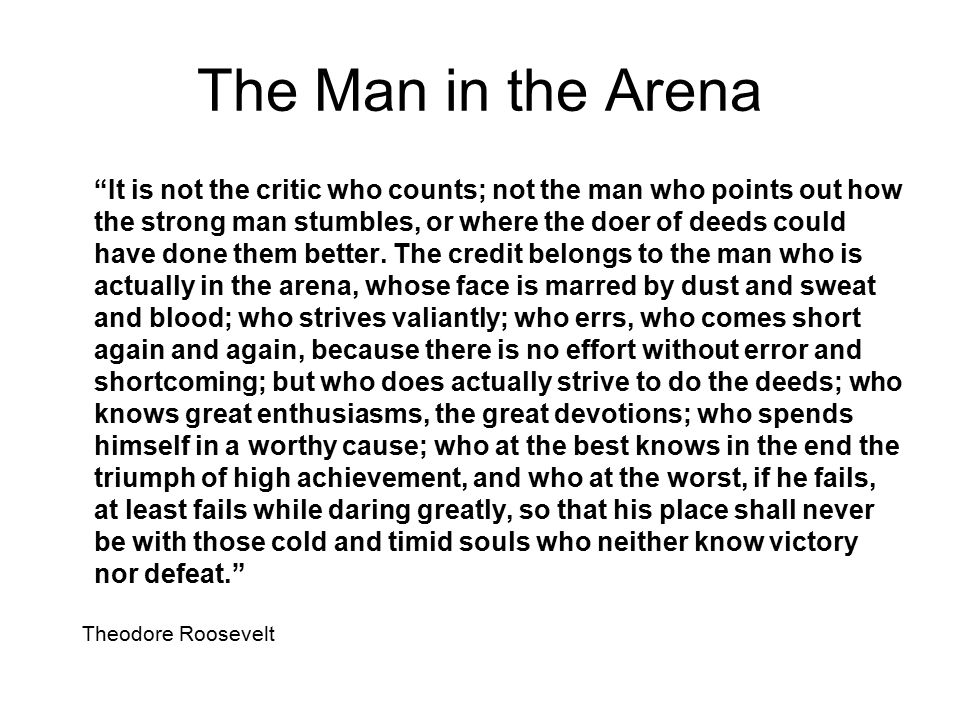 The Man in the Arena
“It is not the critic who counts; not the man who points out how
the strong man stumbles, or where the doer of deeds could
have done them better. The credit belongs to the man who is
actually in the arena, whose face is marred by dust and sweat
and blood; who strives valiantly; who errs, who comes short
again and again, because there is no effort without error and
shortcoming; but who does actually strive to do the deeds; who
knows great enthusiasms, the great devotions; who spends
himself in a worthy cause; who at the best knows in the end the
triumph of high achievement, and who at the worst, if he fails,
at least fails while daring greatly, so that his place shall never
be with those cold and timid souls who neither know victory
nor defeat.”
Theodore Roosevelt